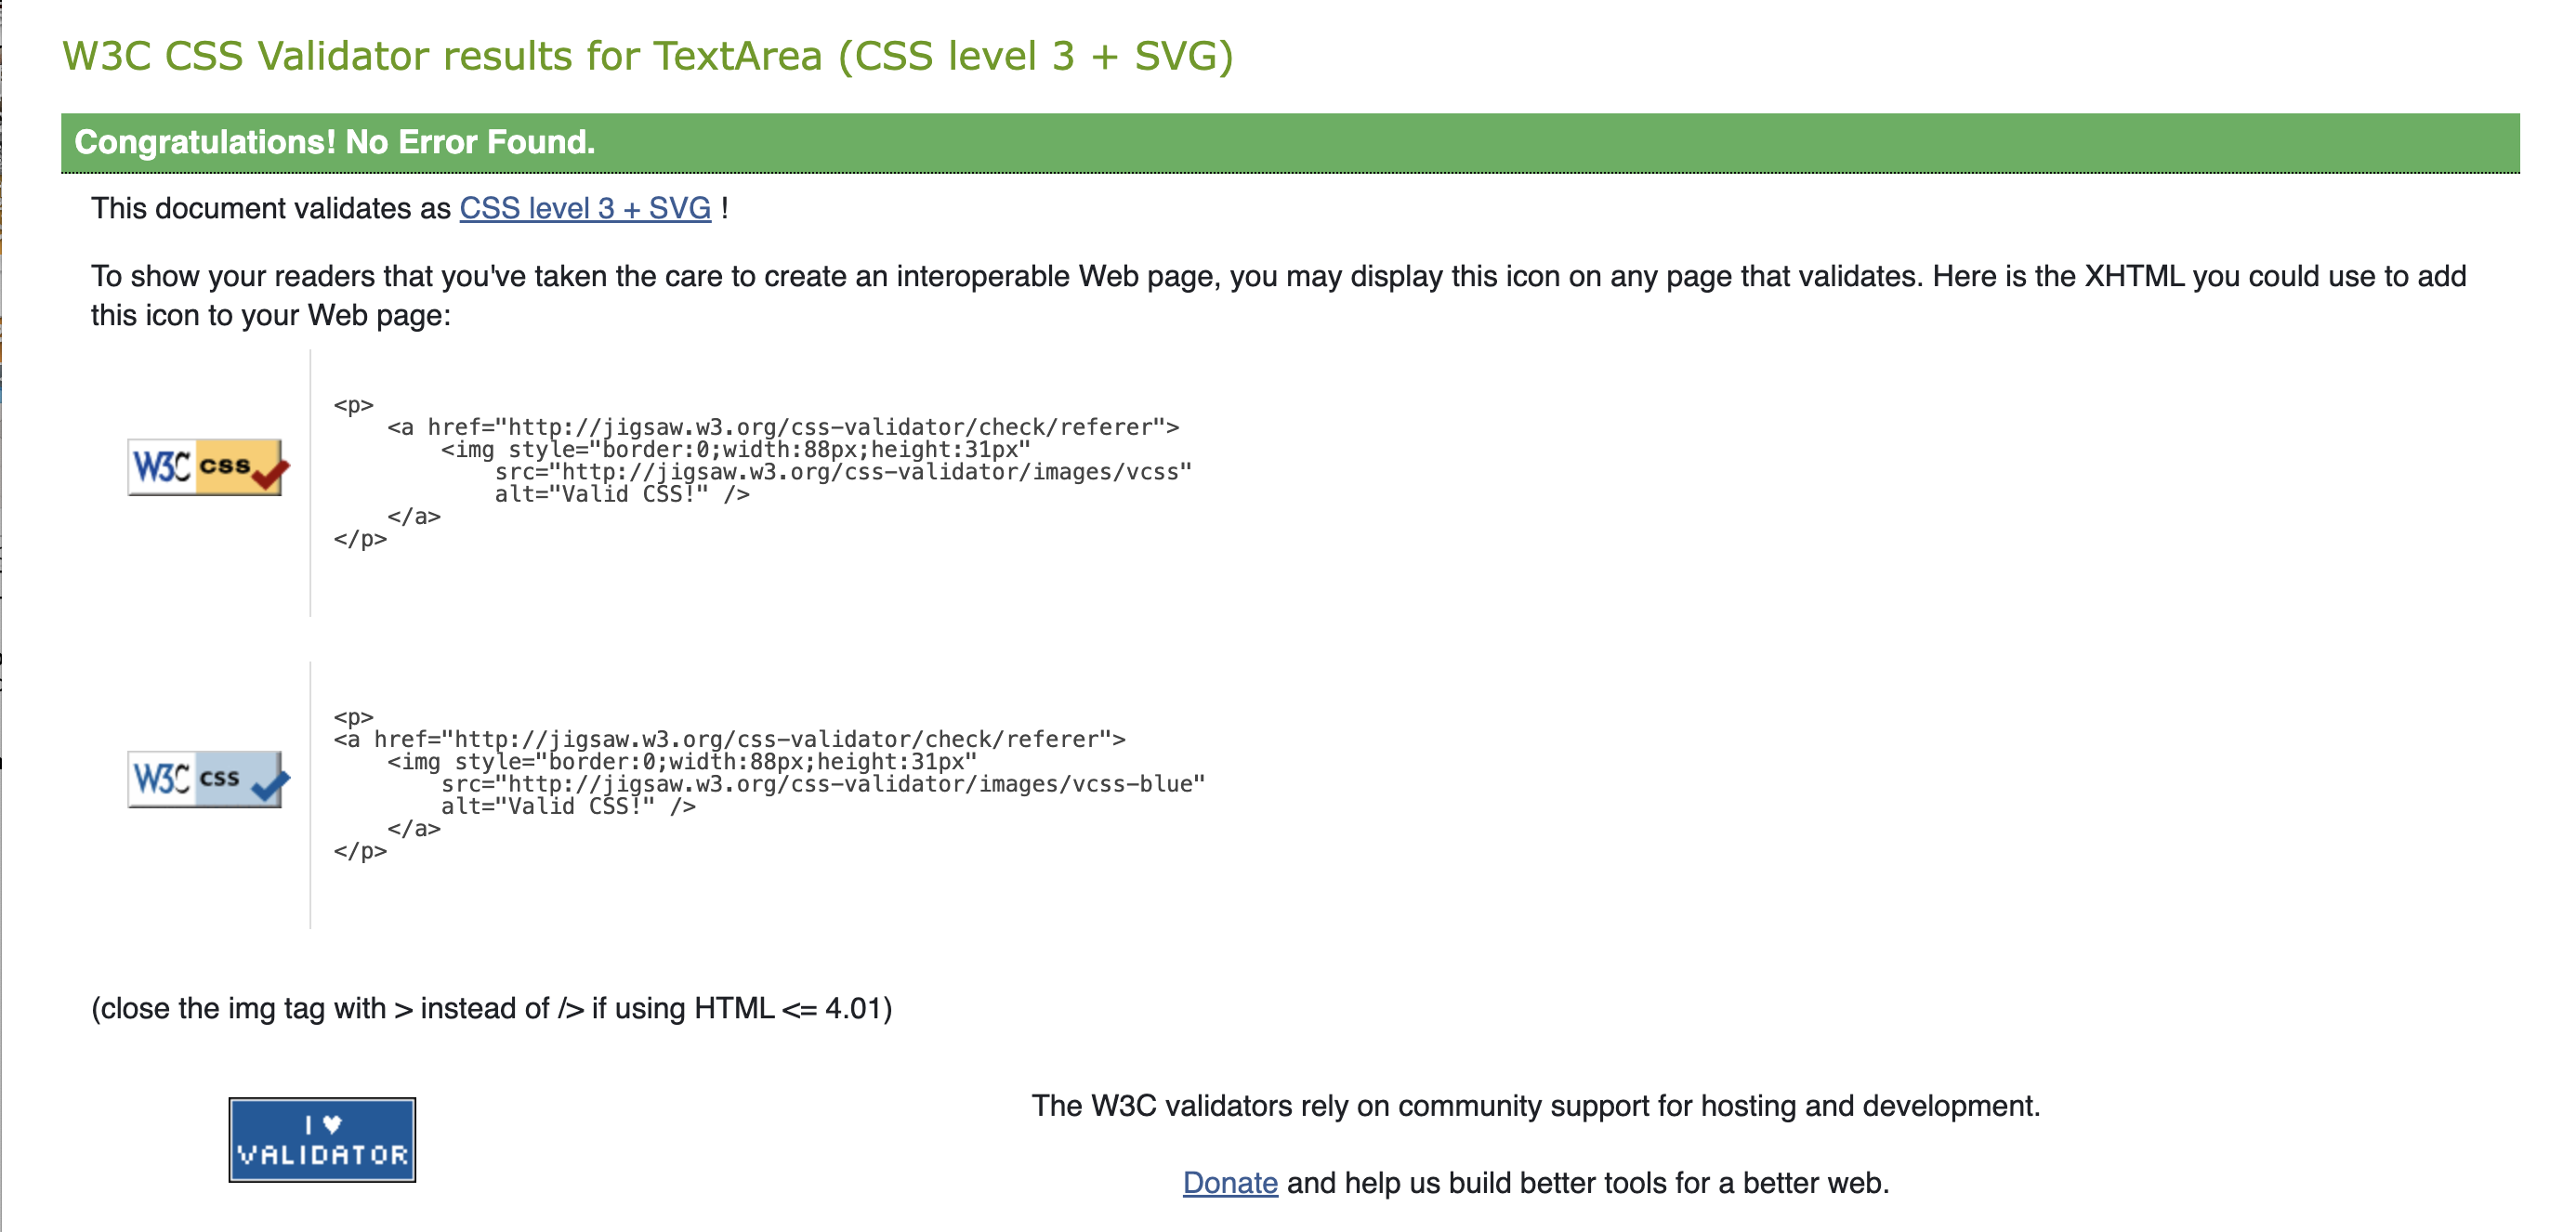 W3C CSS Validator results for TextArea (CSS level 3 + SVG)
Congratulations! No Error Found.
This document validates as CSS level 3 + SVG !
To show your readers that you've taken the care to create an interoperable Web page, you may display this icon on any page that validates. Here is the XHTML you could use to add
this icon to your Web page:
W3C css
<p>
    <a href="http://jigsaw.w3.org/css-validator/check/referer">
        <img style="border:0;width:88px;height:31px"
            src="http://jigsaw.w3.org/css-validator/images/vcss"
            alt="Valid CSS!" />
    </a>
</p>
W3C css
<p>
<a href="http://jigsaw.w3.org/css-validator/check/referer">
    <img style="border:0;width:88px;height:31px"
        src="http://jigsaw.w3.org/css-validator/images/vcss-blue"
        alt="Valid CSS!" />
    </a>
</p>
(close the img tag with > instead of /> if using HTML <= 4.01)
I ♥
VALIDATOR
The W3C validators rely on community support for hosting and development.
Donate and help us build better tools for a better web.